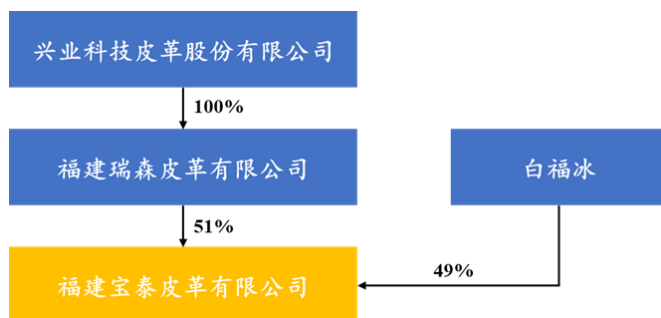 兴业科技皮革股份有限公司
100%
福建瑞森皮革有限公司
白福冰
51%
49%
福建宝泰皮革有限公司